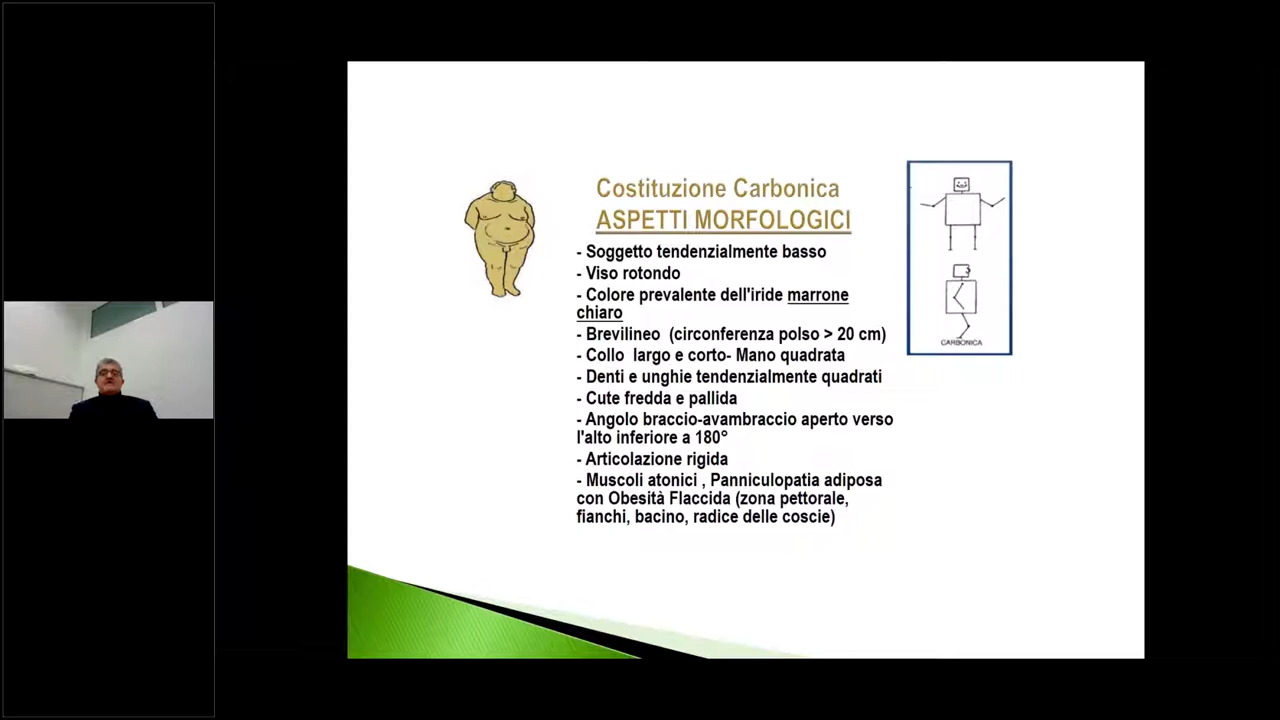 Costituzione Carbonica
ASPETTI MORFOLOGICI
- Soggetto tendenzialmente basso
- Viso rotondo
- Colore prevalente dell'iride marrone
chiaro
- Brevilineo (circonferenza polso > 20 cm)
- Collo largo e corto- Mano quadrata
- Denti e unghie tendenzialmente quadrati
- Cute fredda e pallida
- Angolo braccio-avambraccio aperto verso
l'alto inferiore a 180°
- Articolazione rigida
- Muscoli atonici , Panniculopatia adiposa
con Obesità Flaccida (zona pettorale,
fianchi, bacino, radice delle coscie)
CARBONICA